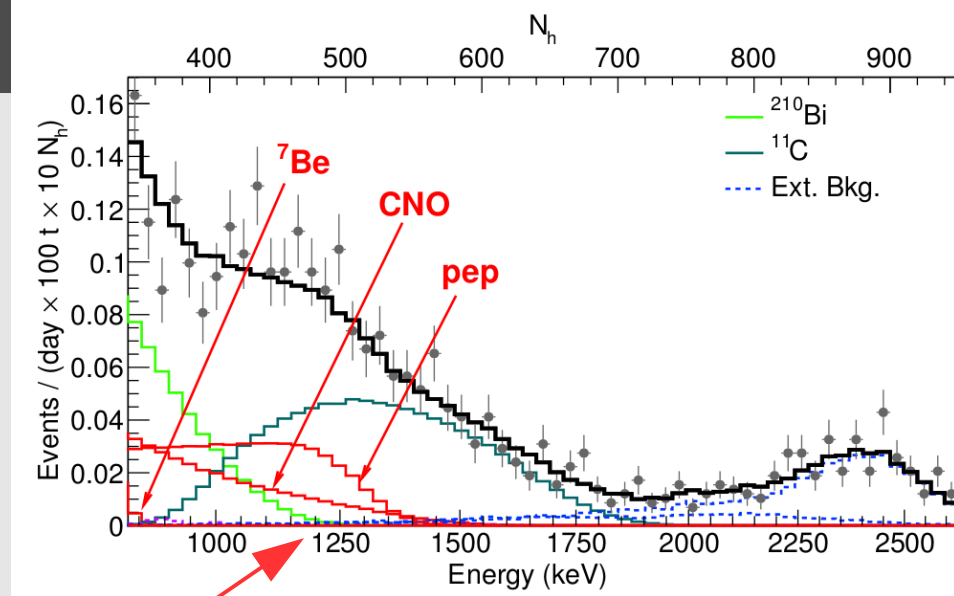 N_h
400 500 600 700 800 900
0.16
0.14
0.12
0.1
0.08
0.06
0.04
0.02
0
Events / (day × 100 t × 10 N_h)
²¹⁰Bi
¹¹C
Ext. Bkg.
⁷Be
CNO
pep
1000 1250 1500 1750 2000 2250 2500
Energy (keV)